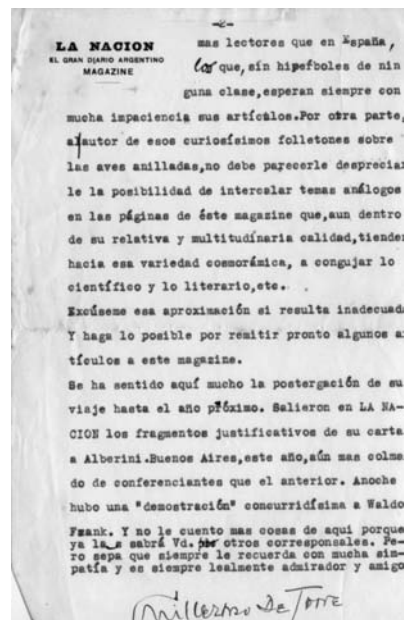 -2-
LA NACION
EL GRAN DIARIO ARGENTINO
MAGAZINE
mas lectores que en España,
los que, sin hipefboles de nin
guna clase,esperan siempre con
mucha impaciencia sus artículos.Por otra parte,
al autor de esos curiosísimos folletones sobre
las aves anilladas,no debe parecerle despreciar
le la posibilidad de intercalar temas análogos
en las páginas de éste magazine que,aun dentro
de su relativa y multitudinaria calidad,tienden
hacia esa variedad cosmorámica, a congujar lo
científico y lo literario,etc.
Excúseme esa aproximación si resulta inadecuada
Y haga lo posible por remitir pronto algunos ar
tículos a este magazine.
Se ha sentido aquí mucho la postergación de su
viaje hasta el año próximo. Salieron en LA NA-
CION los fragmentos justificativos de su carta
a Alberini.Buenos Aires,este año,aún mas colma
do de conferenciantes que el anterior. Anoche
hubo una "demostración" concurridísima a Waldo
Frank. Y no le cuento mas cosas de aqui porque
ya las sabrá Vd. por otros corresponsales. Pe-
ro sepa que siempre le recuerda con mucha sim-
patía y es siempre lealmente admirador y amigo
Guillermo De Torre